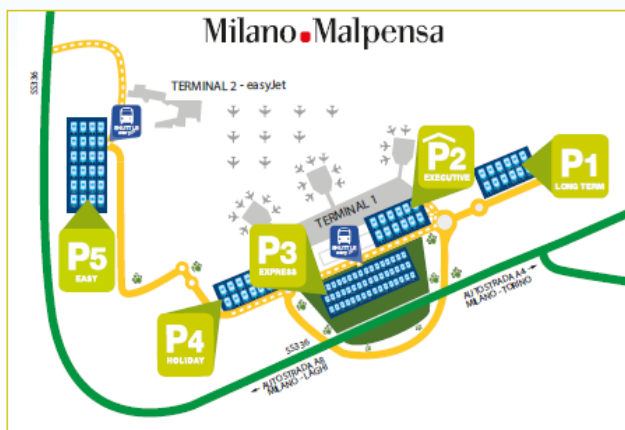 Milano Malpensa
SS336
TERMINAL 2 - easyJet
SHUTTLE
P2
EXECUTIVE
P1
LONG TERM
TERMINAL 1
P5
EASY
P3
EXPRESS
SHUTTLE
P4
HOLIDAY
SS336
AUTOSTRADA A8
MILANO - LAGHI
AUTOSTRADA A4
MILANO - TORINO